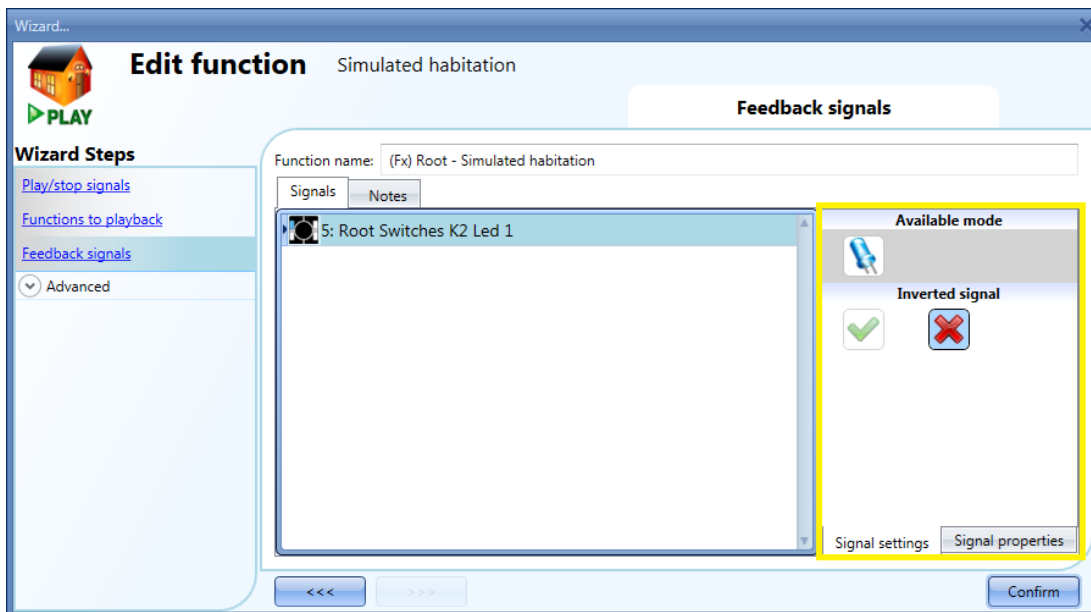 Wizard...
Edit function Simulated habitation
PLAY
Feedback signals
Wizard Steps
Play/stop signals
Functions to playback
Feedback signals
Advanced
Function name: (Fx) Root - Simulated habitation
Signals Notes
5: Root Switches K2 Led 1
Available mode
Inverted signal
Signal settings Signal properties
<<< >>> Confirm